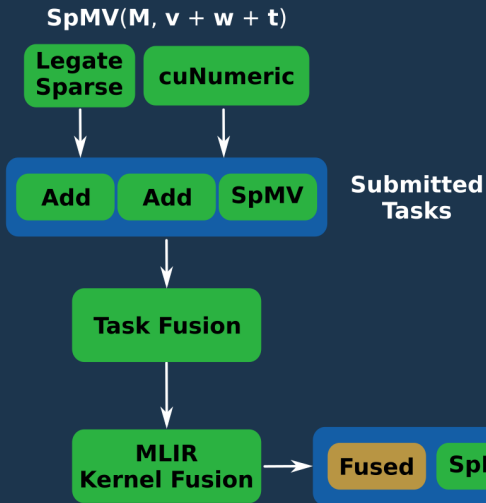 SpMV(M, v + w + t)
Legate
Sparse
cuNumeric
Add
Add
SpMV
Submitted
Tasks
Task Fusion
MLIR
Kernel Fusion
Fused